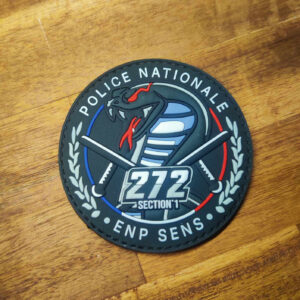 POLICE NATIONALE
272
SECTION 1
ENP SENS